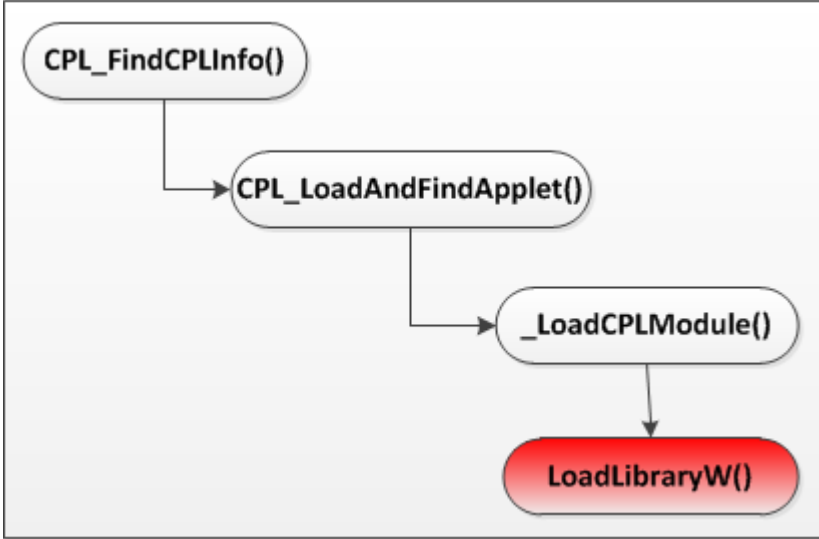 CPL_FindCPLInfo()
CPL_LoadAndFindApplet()
_LoadCPLModule()
LoadLibraryW()